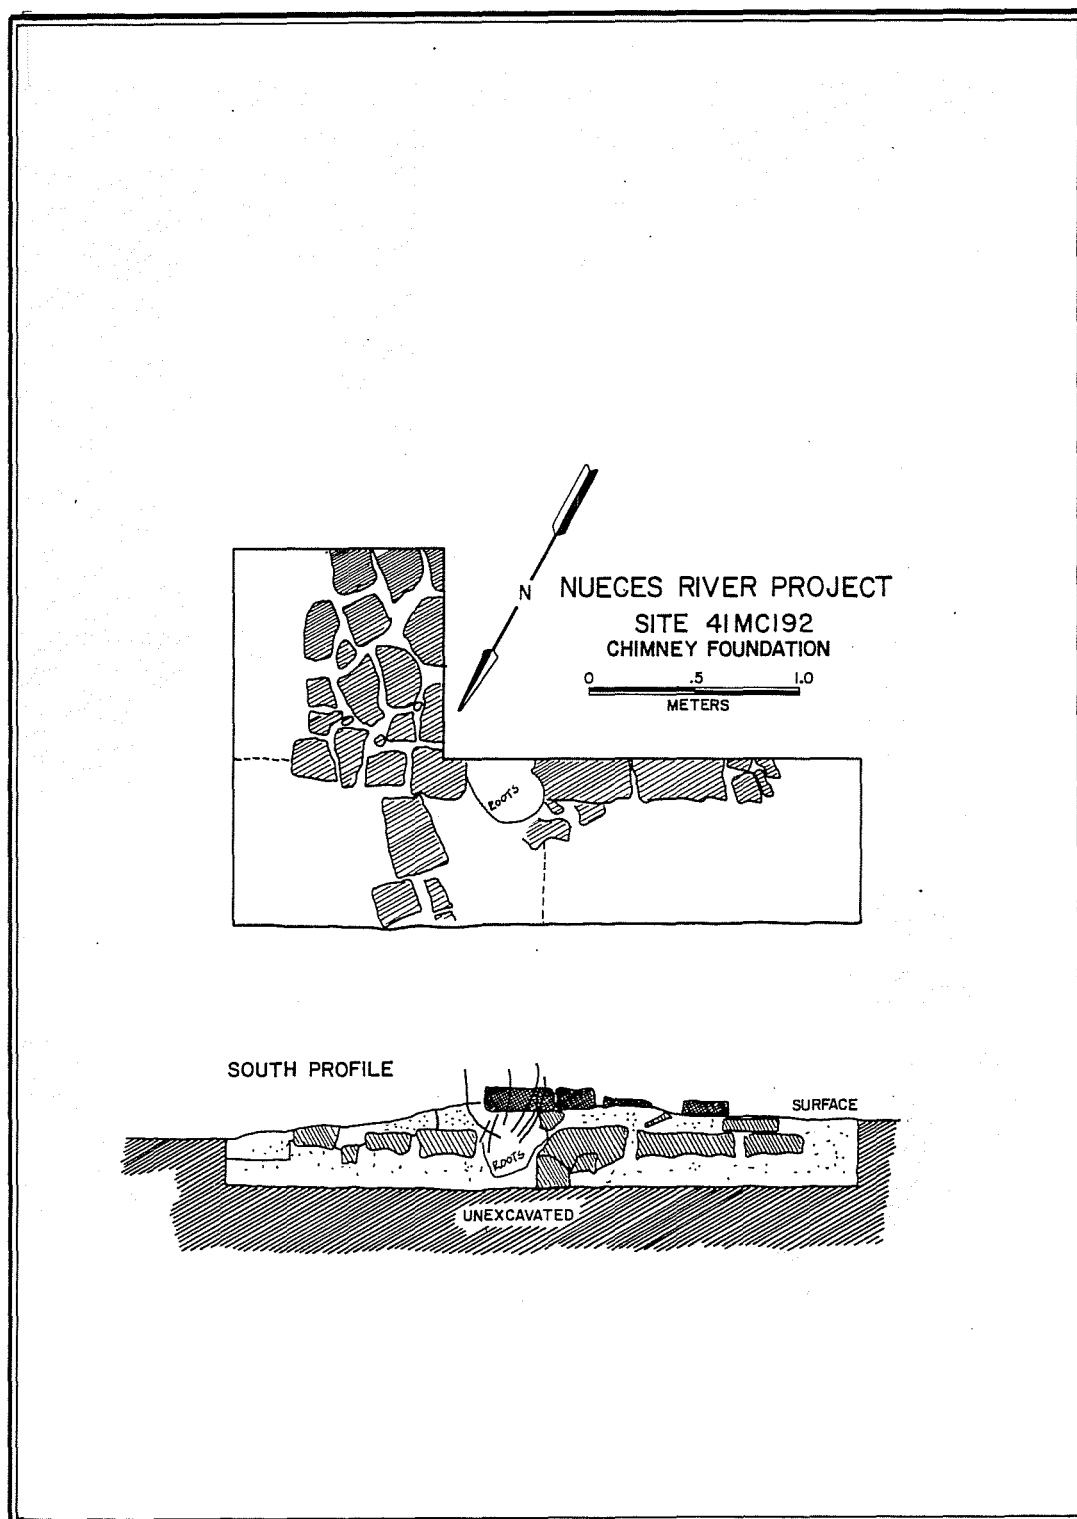 N
NUECES RIVER PROJECT
SITE 41MC192
CHIMNEY FOUNDATION
0 .5 1.0
METERS
ROOTS
SOUTH PROFILE
SURFACE
ROOTS
UNEXCAVATED